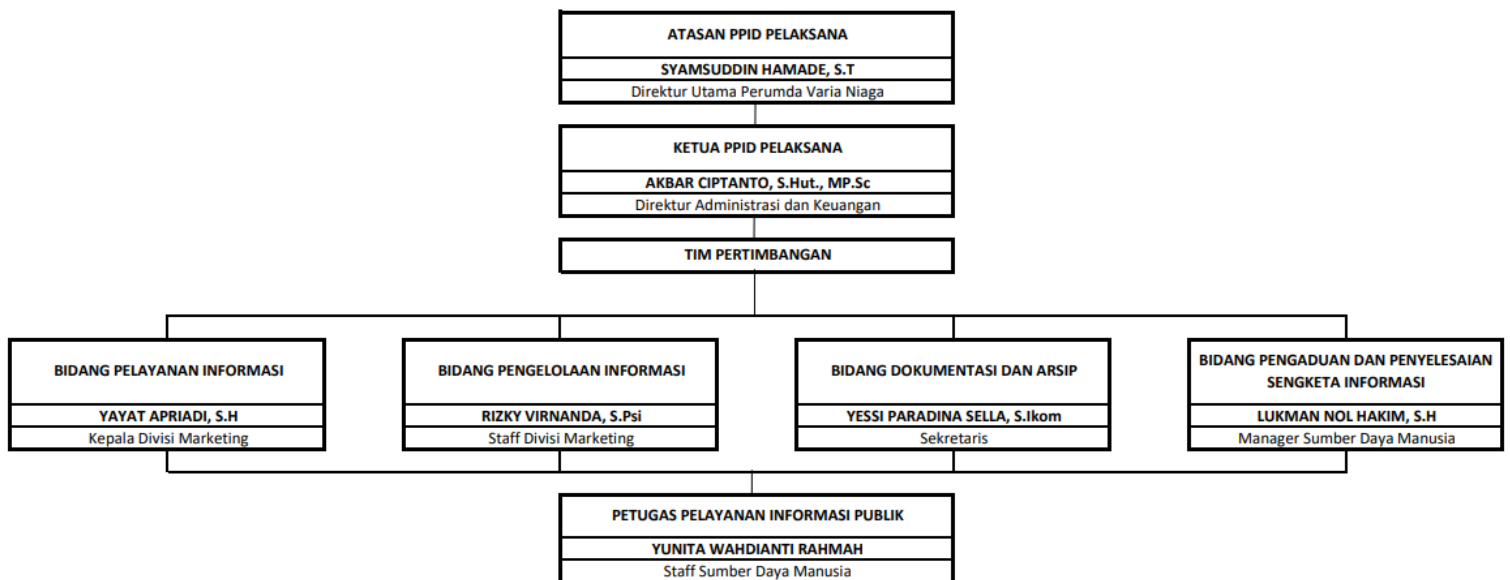 ATASAN PPID PELAKSANA
SYAMSUDDIN HAMADE, S.T
Direktur Utama Perumda Varia Niaga
KETUA PPID PELAKSANA
AKBAR CIPTANTO, S.Hut., MP.Sc
Direktur Administrasi dan Keuangan
TIM PERTIMBANGAN
BIDANG PELAYANAN INFORMASI
YAYAT APRIADI, S.H
Kepala Divisi Marketing
BIDANG PENGELOLAAN INFORMASI
RIZKY VIRNANDA, S.Psi
Staff Divisi Marketing
BIDANG DOKUMENTASI DAN ARSIP
YESSI PARADINA SELLA, S.Ikom
Sekretaris
BIDANG PENGADUAN DAN PENYELESAIAN
SENGKETA INFORMASI
LUKMAN NOL HAKIM, S.H
Manager Sumber Daya Manusia
PETUGAS PELAYANAN INFORMASI PUBLIK
YUNITA WAHDIANTI RAHMAH
Staff Sumber Daya Manusia